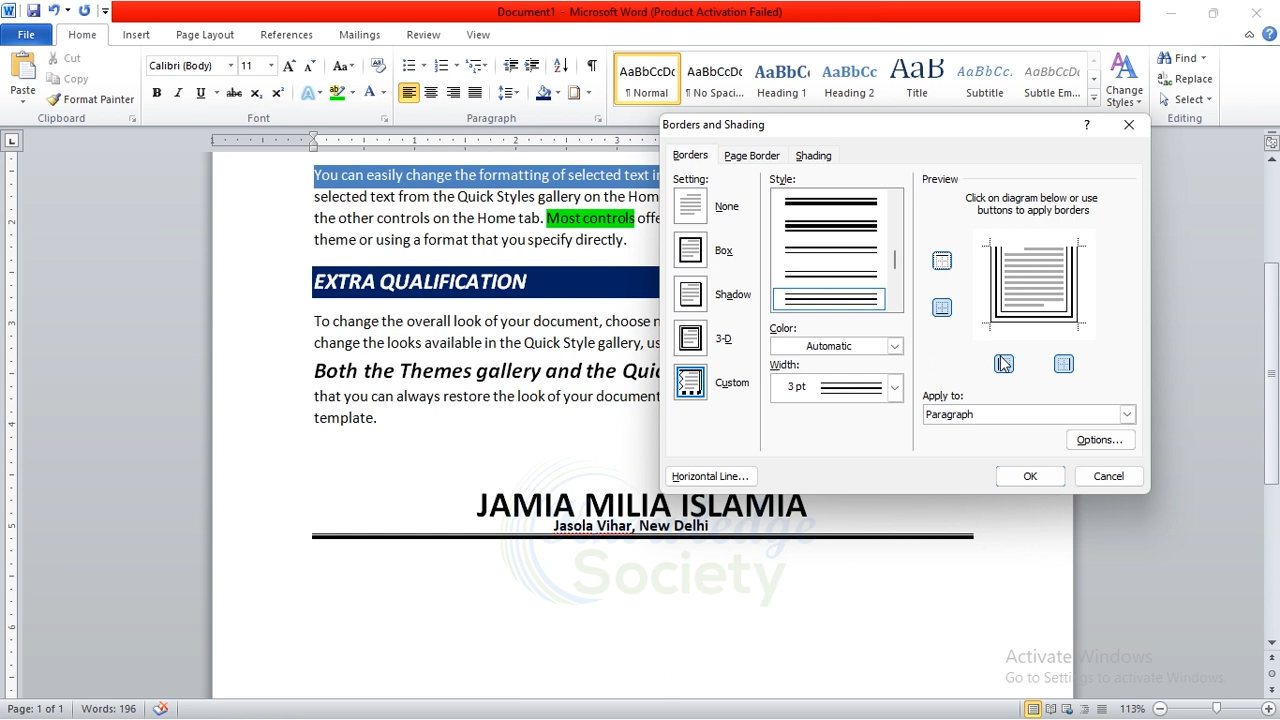 Document1 - Microsoft Word (Product Activation Failed)
File Home Insert Page Layout References Mailings Review View
Paste
Cut
Copy
Format Painter
Clipboard
Calibri (Body) 11
B I U abc x₂ x²
Font
Paragraph
AaBbCcDc AaBbCcDc AaBbC AaBbCc AaB AaBbCc. AaBbCcDc.
¶ Normal ¶ No Spaci... Heading 1 Heading 2 Title Subtitle Subtle Em...
Change
Styles
Find
Replace
Select
Editing
You can easily change the formatting of selected text
selected text from the Quick Styles gallery on the Hom
the other controls on the Home tab. Most controls offe
theme or using a format that you specify directly.
EXTRA QUALIFICATION
To change the overall look of your document, choose
change the looks available in the Quick Style gallery, us
Both the Themes gallery and the Quic
that you can always restore the look of your document
template.
JAMIA MILIA ISLAMIA
Jasola Vihar, New Delhi
Knowledge
Society
Borders and Shading
Borders Page Border Shading
Setting:
None
Box
Shadow
3-D
Custom
Style:
Color:
Automatic
Width:
3 pt
Preview
Click on diagram below or use
buttons to apply borders
Apply to:
Paragraph
Options...
Horizontal Line...
OK Cancel
Activate Windows
Go to Settings to activate Windows.
Page: 1 of 1 Words: 196 113%